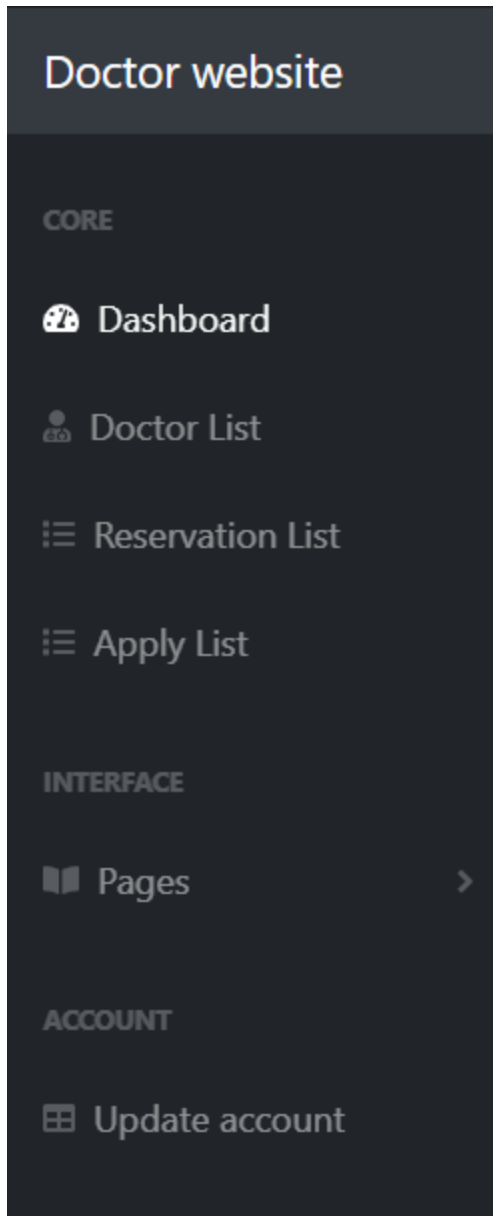 Doctor website
CORE
Dashboard
Doctor List
Reservation List
Apply List
INTERFACE
Pages
ACCOUNT
Update account